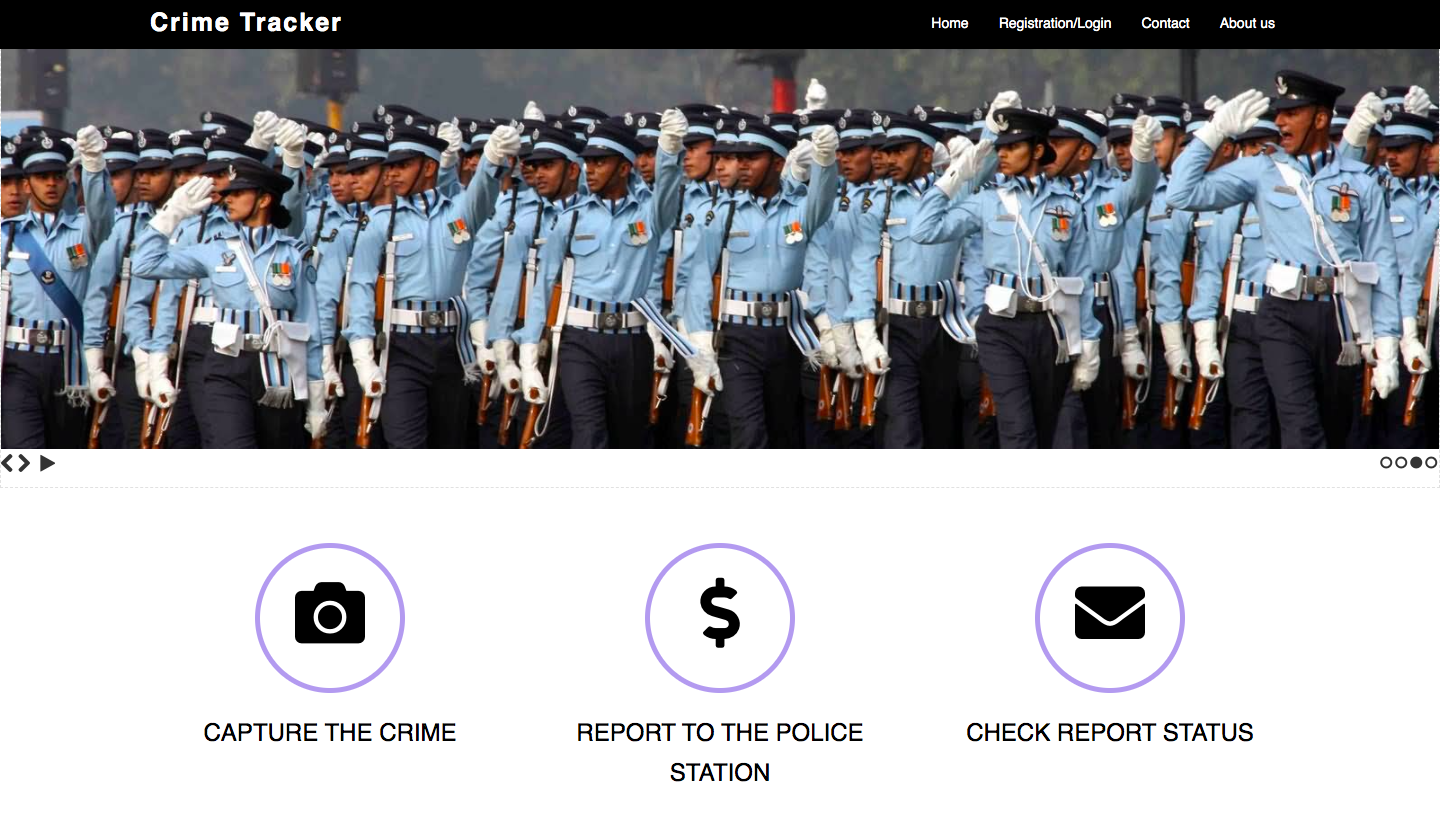 Crime Tracker
Home Registration/Login Contact About us
CAPTURE THE CRIME
REPORT TO THE POLICE
STATION
CHECK REPORT STATUS